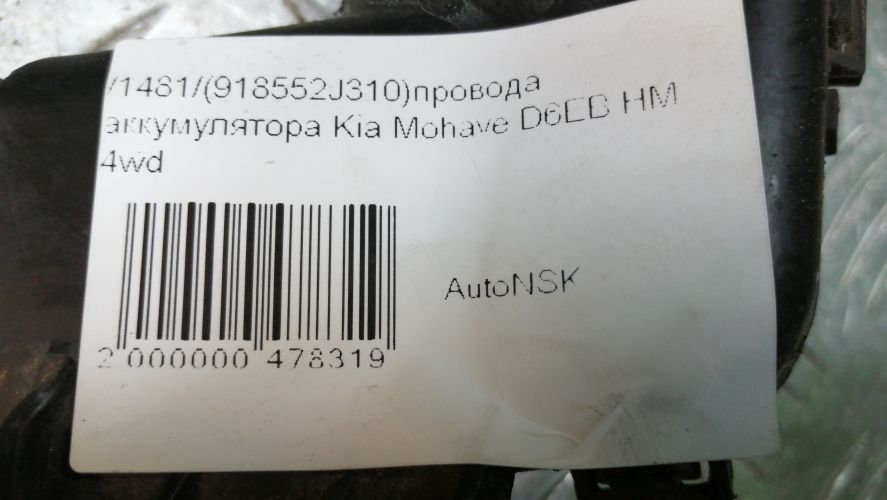 /1481/(918552J310)провода
аккумулятора Kia Mohave D6EB HM
4wd
AutoNSK
2 000000 478319